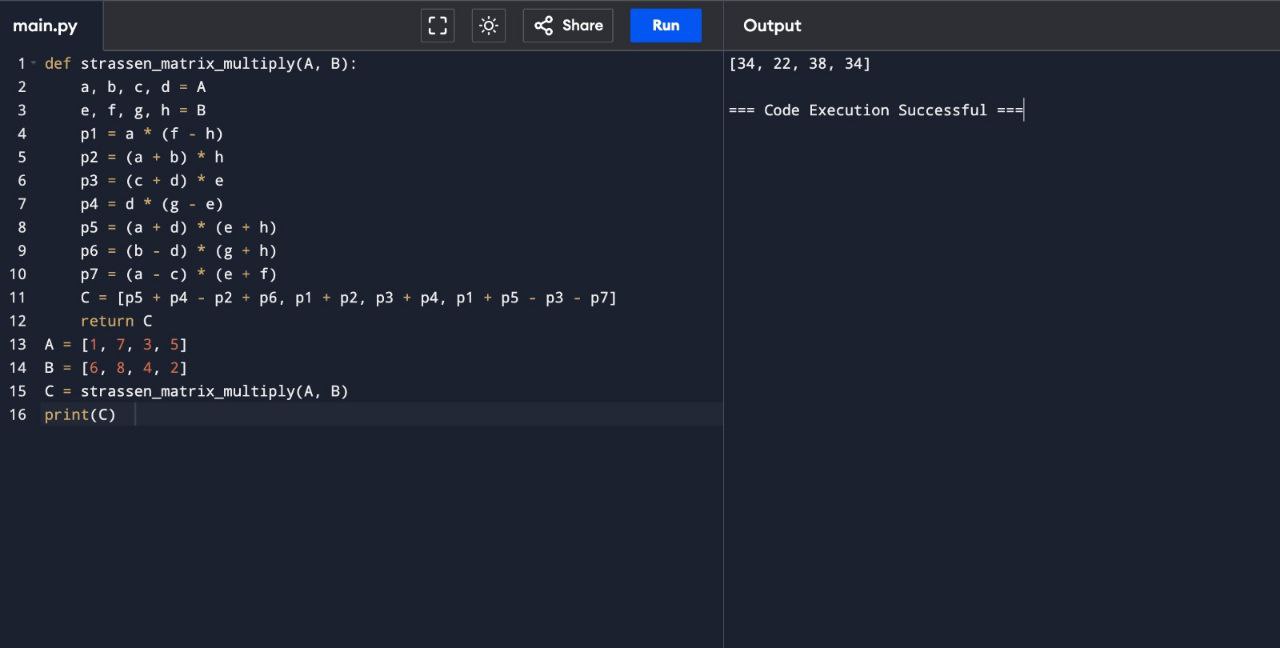 main.py Share Run Output
1 def strassen_matrix_multiply(A, B):
2     a, b, c, d = A
3     e, f, g, h = B
4     p1 = a * (f - h)
5     p2 = (a + b) * h
6     p3 = (c + d) * e
7     p4 = d * (g - e)
8     p5 = (a + d) * (e + h)
9     p6 = (b - d) * (g + h)
10     p7 = (a - c) * (e + f)
11     C = [p5 + p4 - p2 + p6, p1 + p2, p3 + p4, p1 + p5 - p3 - p7]
12     return C
13 A = [1, 7, 3, 5]
14 B = [6, 8, 4, 2]
15 C = strassen_matrix_multiply(A, B)
16 print(C)
[34, 22, 38, 34]
=== Code Execution Successful ===